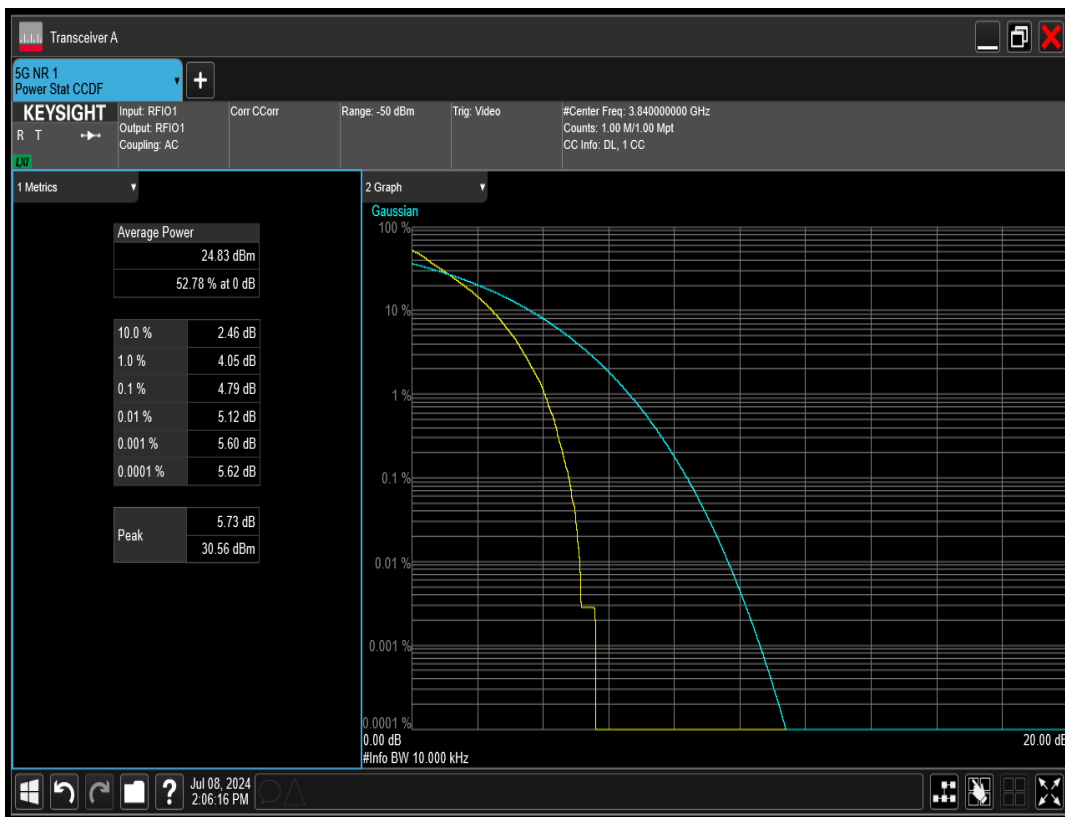 Transceiver A
5G NR 1
Power Stat CCDF
+
KEYSIGHT
R T
LXI
Input: RFIO1
Output: RFIO1
Coupling: AC
Corr CCorr
Range: -50 dBm
Trig: Video
#Center Freq: 3.840000000 GHz
Counts: 1.00 M/1.00 Mpt
CC Info: DL, 1 CC
1 Metrics
Average Power
24.83 dBm
52.78 % at 0 dB
10.0 % 2.46 dB
1.0 % 4.05 dB
0.1 % 4.79 dB
0.01 % 5.12 dB
0.001 % 5.60 dB
0.0001 % 5.62 dB
Peak
5.73 dB
30.56 dBm
2 Graph
Gaussian
100 %
10 %
1 %
0.1 %
0.01 %
0.001 %
0.0001 %
0.00 dB
20.00 dB
#Info BW 10.000 kHz
?
Jul 08, 2024
2:06:16 PM